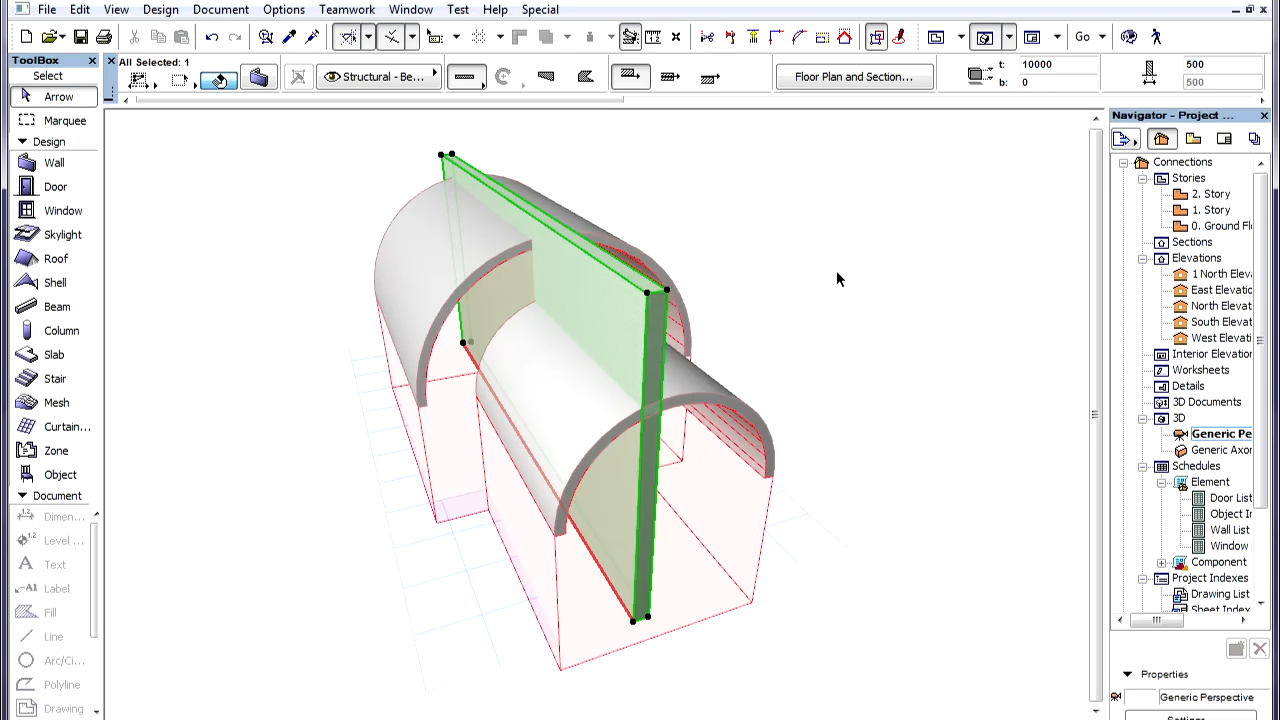 File Edit View Design Document Options Teamwork Window Test Help Special
Go
ToolBox
Select
Arrow
Marquee
Design
Wall
Door
Window
Skylight
Roof
Shell
Beam
Column
Slab
Stair
Mesh
Curtain...
Zone
Object
Document
Dimen...
Level ...
Text
Label
Fill
Line
Arc/Ci...
Polyline
Drawing
All Selected: 1
Structural - Be...
Floor Plan and Section...
t: 10000
b: 0
500
500
Navigator - Project ...
Connections
Stories
2. Story
1. Story
0. Ground Fl
Sections
Elevations
1 North Elev
East Elevatic
North Elevat
South Elevat
West Elevati
Interior Elevation
Worksheets
Details
3D Documents
3D
Generic Pe
Generic Axor
Schedules
Element
Door List
Object Ir
Wall List
Window
Component
Project Indexes
Drawing List
Sheet Index
Properties
Generic Perspective
Settings...